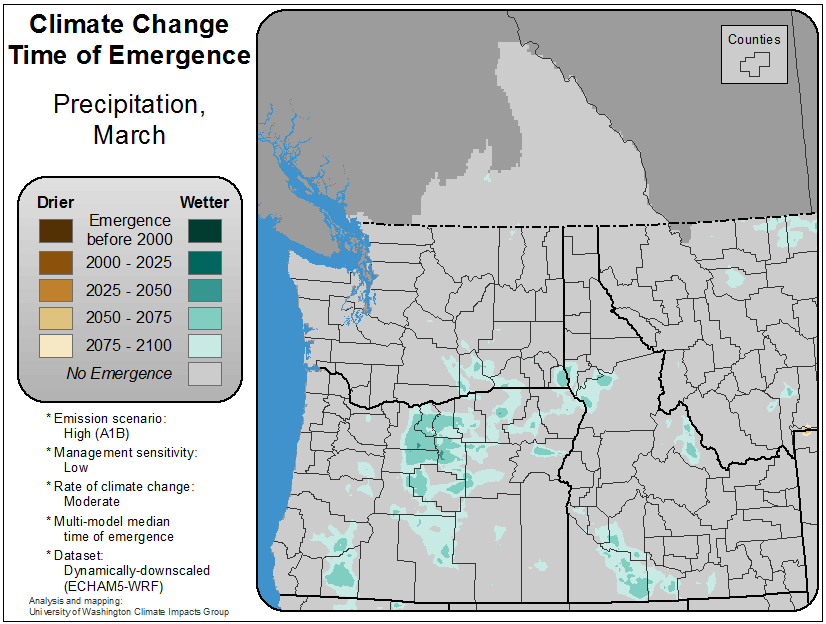 Climate Change
Time of Emergence
Precipitation,
March
Drier
Wetter
Emergence
before 2000
2000 - 2025
2025 - 2050
2050 - 2075
2075 - 2100
No Emergence
* Emission scenario:
High (A1B)
* Management sensitivity:
Low
* Rate of climate change:
Moderate
* Multi-model median
time of emergence
* Dataset:
Dynamically-downscaled
(ECHAM5-WRF)
Analysis and mapping:
University of Washington Climate Impacts Group
Counties